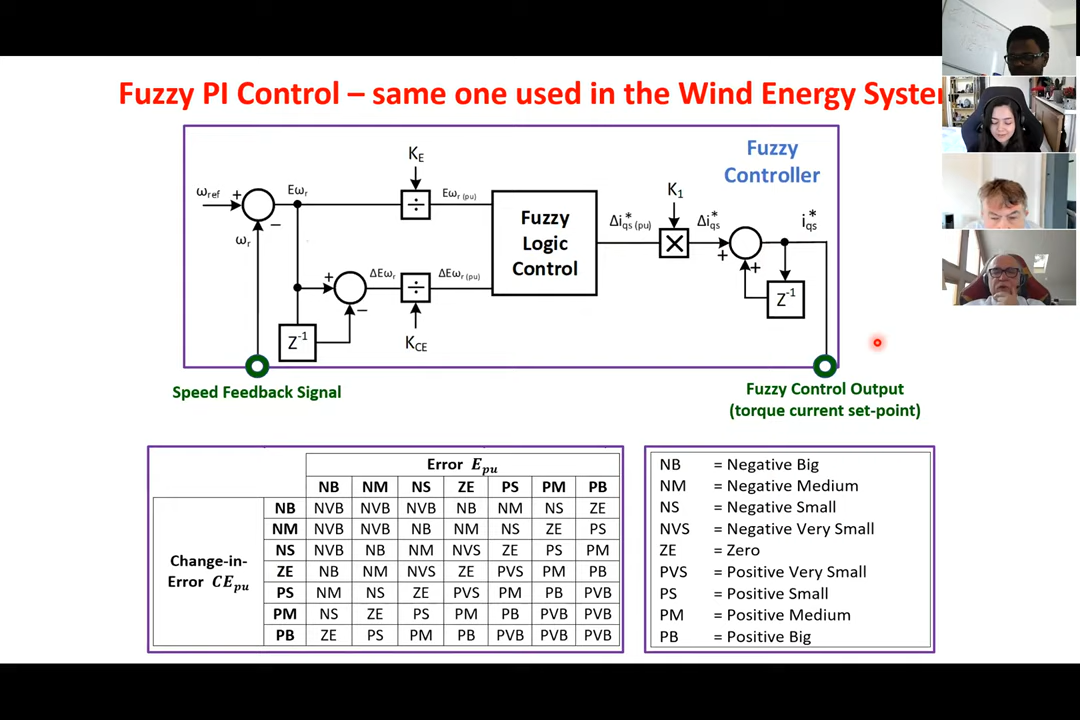 Fuzzy PI Control – same one used in the Wind Energy System
Fuzzy
Controller
K_E
K_1
ω_ref
+
Eω_r
÷
Eω_r (pu)
−
ω_r
Fuzzy
Logic
Control
Δi*_qs (pu)
×
Δi*_qs
i*_qs
+
+
+
ΔEω_r
÷
ΔEω_r (pu)
−
Z⁻¹
Z⁻¹
K_CE
Speed Feedback Signal
Fuzzy Control Output
(torque current set-point)
Error E_pu
NB NM NS ZE PS PM PB
NB NVB NVB NVB NB NM NS ZE
NM NVB NVB NB NM NS ZE PS
NS NVB NB NM NVS ZE PS PM
Change-in-
Error CE_pu
ZE NB NM NVS ZE PVS PM PB
PS NM NS ZE PVS PM PB PVB
PM NS ZE PS PM PB PVB PVB
PB ZE PS PM PB PVB PVB PVB
NB = Negative Big
NM = Negative Medium
NS = Negative Small
NVS = Negative Very Small
ZE = Zero
PVS = Positive Very Small
PS = Positive Small
PM = Positive Medium
PB = Positive Big